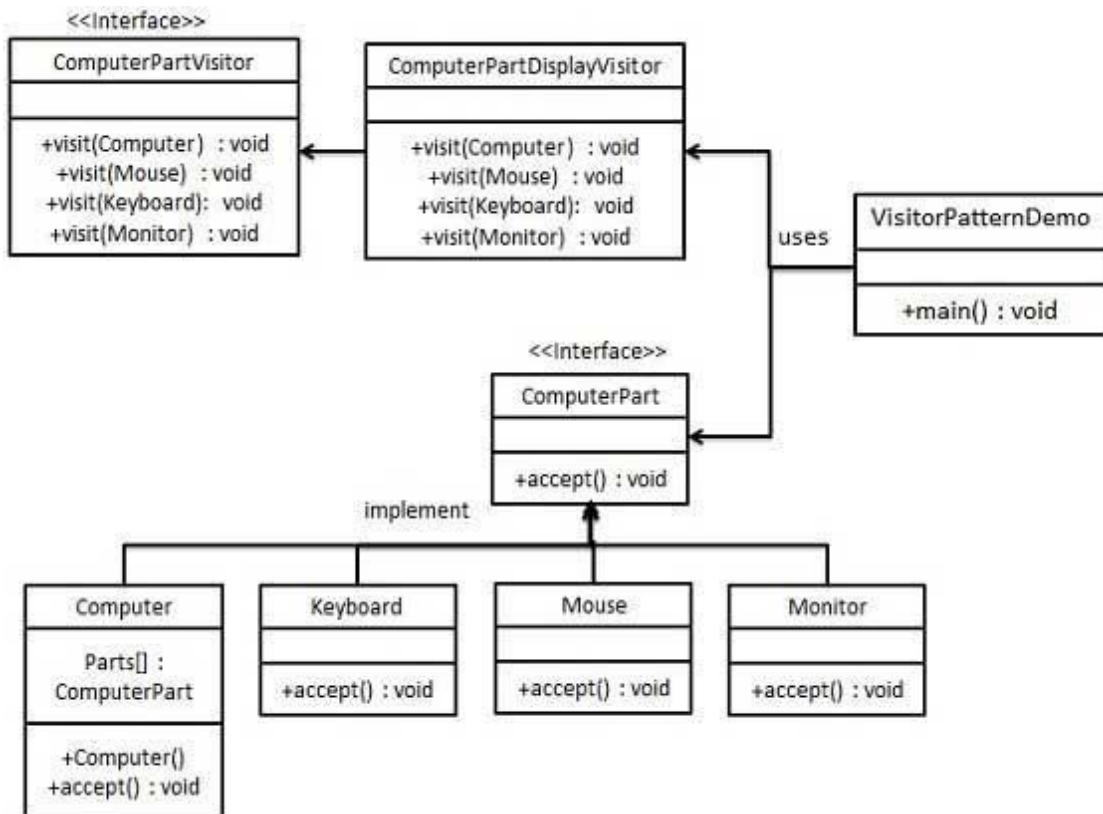 <<Interface>>
ComputerPartVisitor
+visit(Computer) : void
+visit(Mouse) : void
+visit(Keyboard): void
+visit(Monitor) : void
ComputerPartDisplayVisitor
+visit(Computer) : void
+visit(Mouse) : void
+visit(Keyboard): void
+visit(Monitor) : void
uses
VisitorPatternDemo
+main() : void
<<Interface>>
ComputerPart
+accept() : void
implement
Computer
Parts[] :
ComputerPart
+Computer()
+accept() : void
Keyboard
+accept() : void
Mouse
+accept() : void
Monitor
+accept() : void